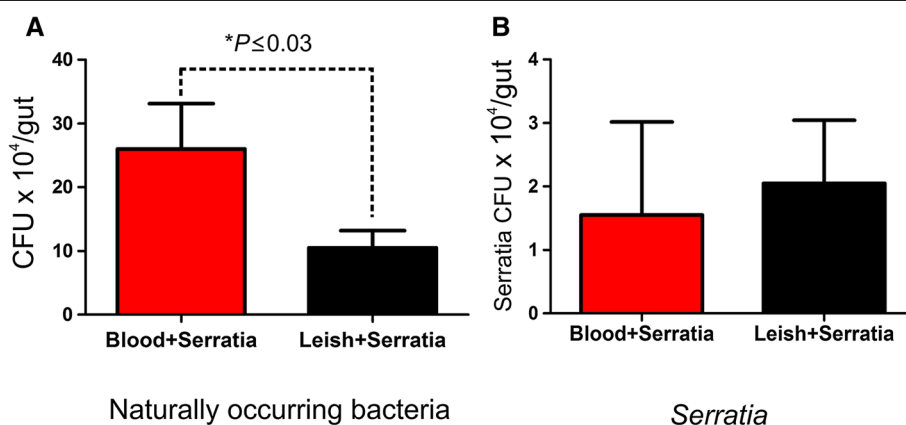 A
*P≤0.03
CFU x 10⁴/gut
40
30
20
10
0
Blood+Serratia
Leish+Serratia
Naturally occurring bacteria
B
Serratia CFU x 10⁴/gut
4
3
2
1
0
Blood+Serratia
Leish+Serratia
Serratia